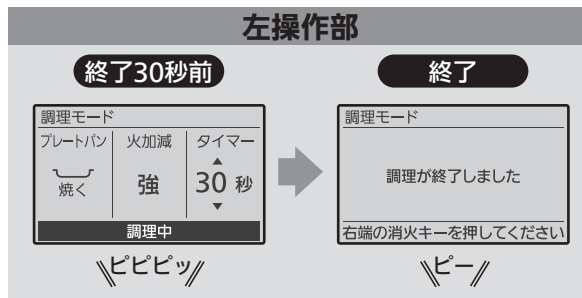 左操作部
終了30秒前
調理モード
プレートパン 火加減 タイマー
焼く 強 30 秒
調理中
ピピピッ
終了
調理モード
調理が終了しました
右端の消火キーを押してください
ピー